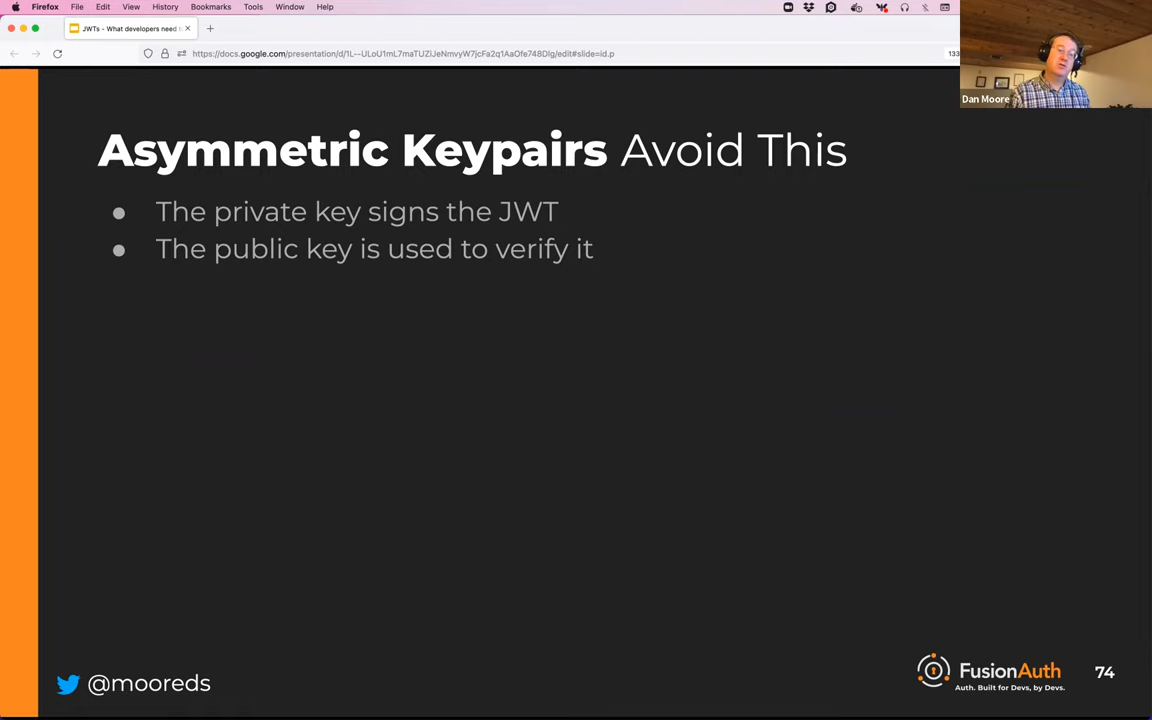 Firefox File Edit View History Bookmarks Tools Window Help
JWTs - What developers need t
https://docs.google.com/presentation/d/1L--ULoU1mL7maTUZiJeNmvyW7jcFa2q1AaOfe748Dlg/edit#slide=id.p
133
Dan Moore
Asymmetric Keypairs Avoid This
● The private key signs the JWT
● The public key is used to verify it
@mooreds
FusionAuth
Auth. Built for Devs, by Devs.
74